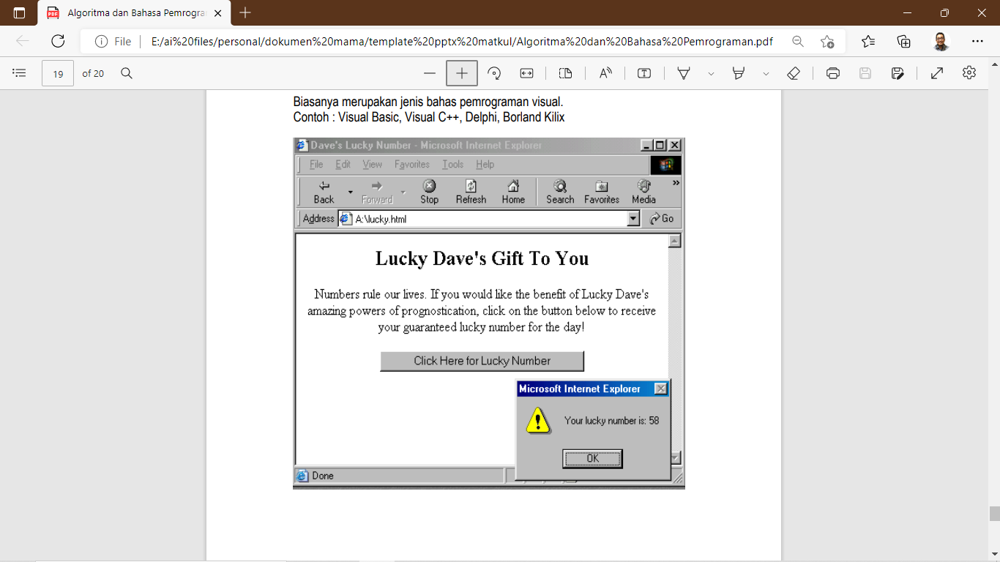 Algoritma dan Bahasa Pemrogra
File
E:/ai%20files/personal/dokumen%20mama/template%20pptx%20matkul/Algoritma%20dan%20Bahasa%20Pemrograman.pdf
19 of 20
Biasanya merupakan jenis bahas pemrograman visual.
Contoh : Visual Basic, Visual C++, Delphi, Borland Kilix
Dave's Lucky Number - Microsoft Internet Explorer
File Edit View Favorites Tools Help
Back Forward Stop Refresh Home Search Favorites Media
Address A:\lucky.html Go
Lucky Dave's Gift To You
Numbers rule our lives. If you would like the benefit of Lucky Dave's
amazing powers of prognostication, click on the button below to receive
your guaranteed lucky number for the day!
Click Here for Lucky Number
Microsoft Internet Explorer
Your lucky number is: 58
OK
Done